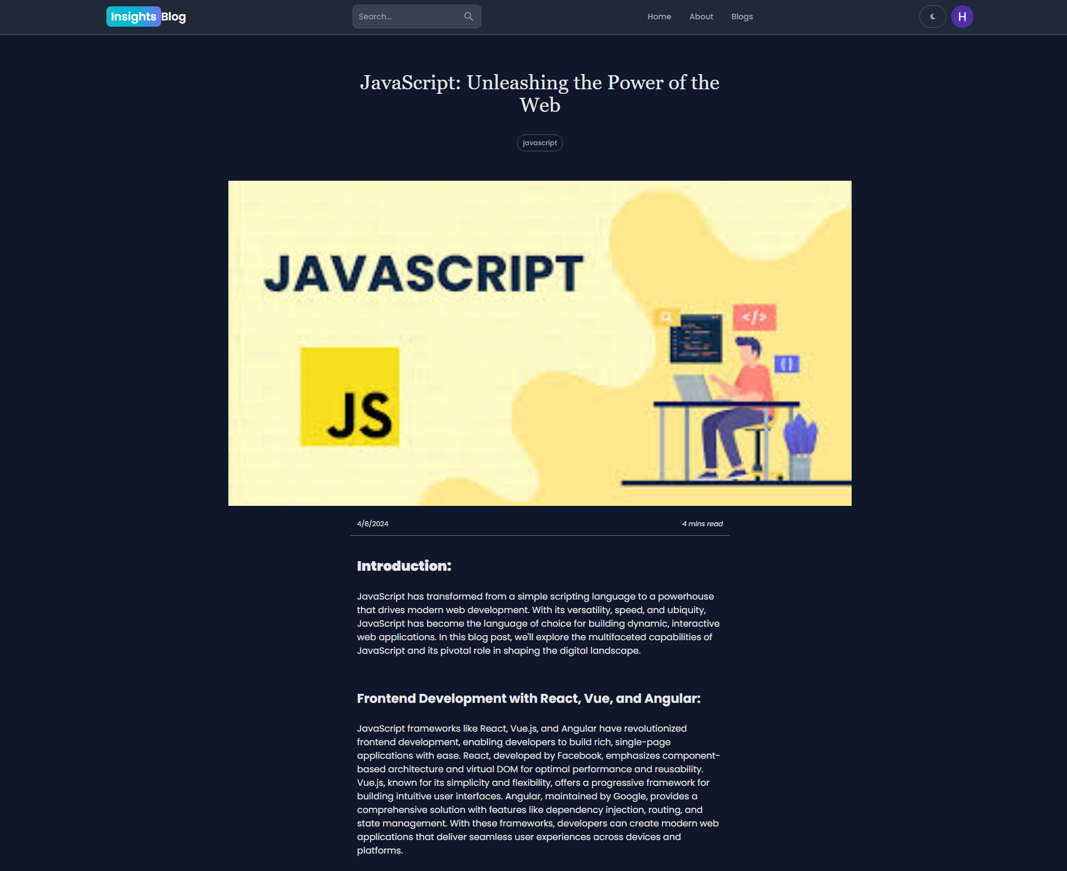 Insights Blog
Search...
Home About Blogs
H
JavaScript: Unleashing the Power of the
Web
javascript
JAVASCRIPT
</>
{}
JS
4/8/2024 4 mins read
Introduction:
JavaScript has transformed from a simple scripting language to a powerhouse
that drives modern web development. With its versatility, speed, and ubiquity,
JavaScript has become the language of choice for building dynamic, interactive
web applications. In this blog post, we'll explore the multifaceted capabilities of
JavaScript and its pivotal role in shaping the digital landscape.
Frontend Development with React, Vue, and Angular:
JavaScript frameworks like React, Vue.js, and Angular have revolutionized
frontend development, enabling developers to build rich, single-page
applications with ease. React, developed by Facebook, emphasizes component-
based architecture and virtual DOM for optimal performance and reusability.
Vue.js, known for its simplicity and flexibility, offers a progressive framework for
building intuitive user interfaces. Angular, maintained by Google, provides a
comprehensive solution with features like dependency injection, routing, and
state management. With these frameworks, developers can create modern web
applications that deliver seamless user experiences across devices and
platforms.